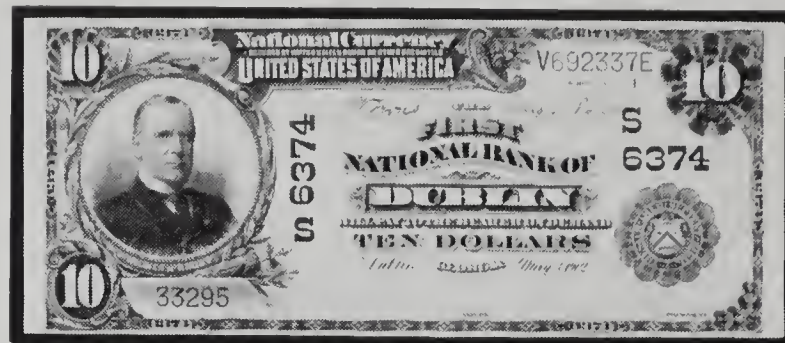 10
National Currency
UNITED STATES OF AMERICA
V692337E
10
FIRST
NATIONAL BANK OF
DUBLIN
TEN DOLLARS
S 6374
S
6374
10
33295